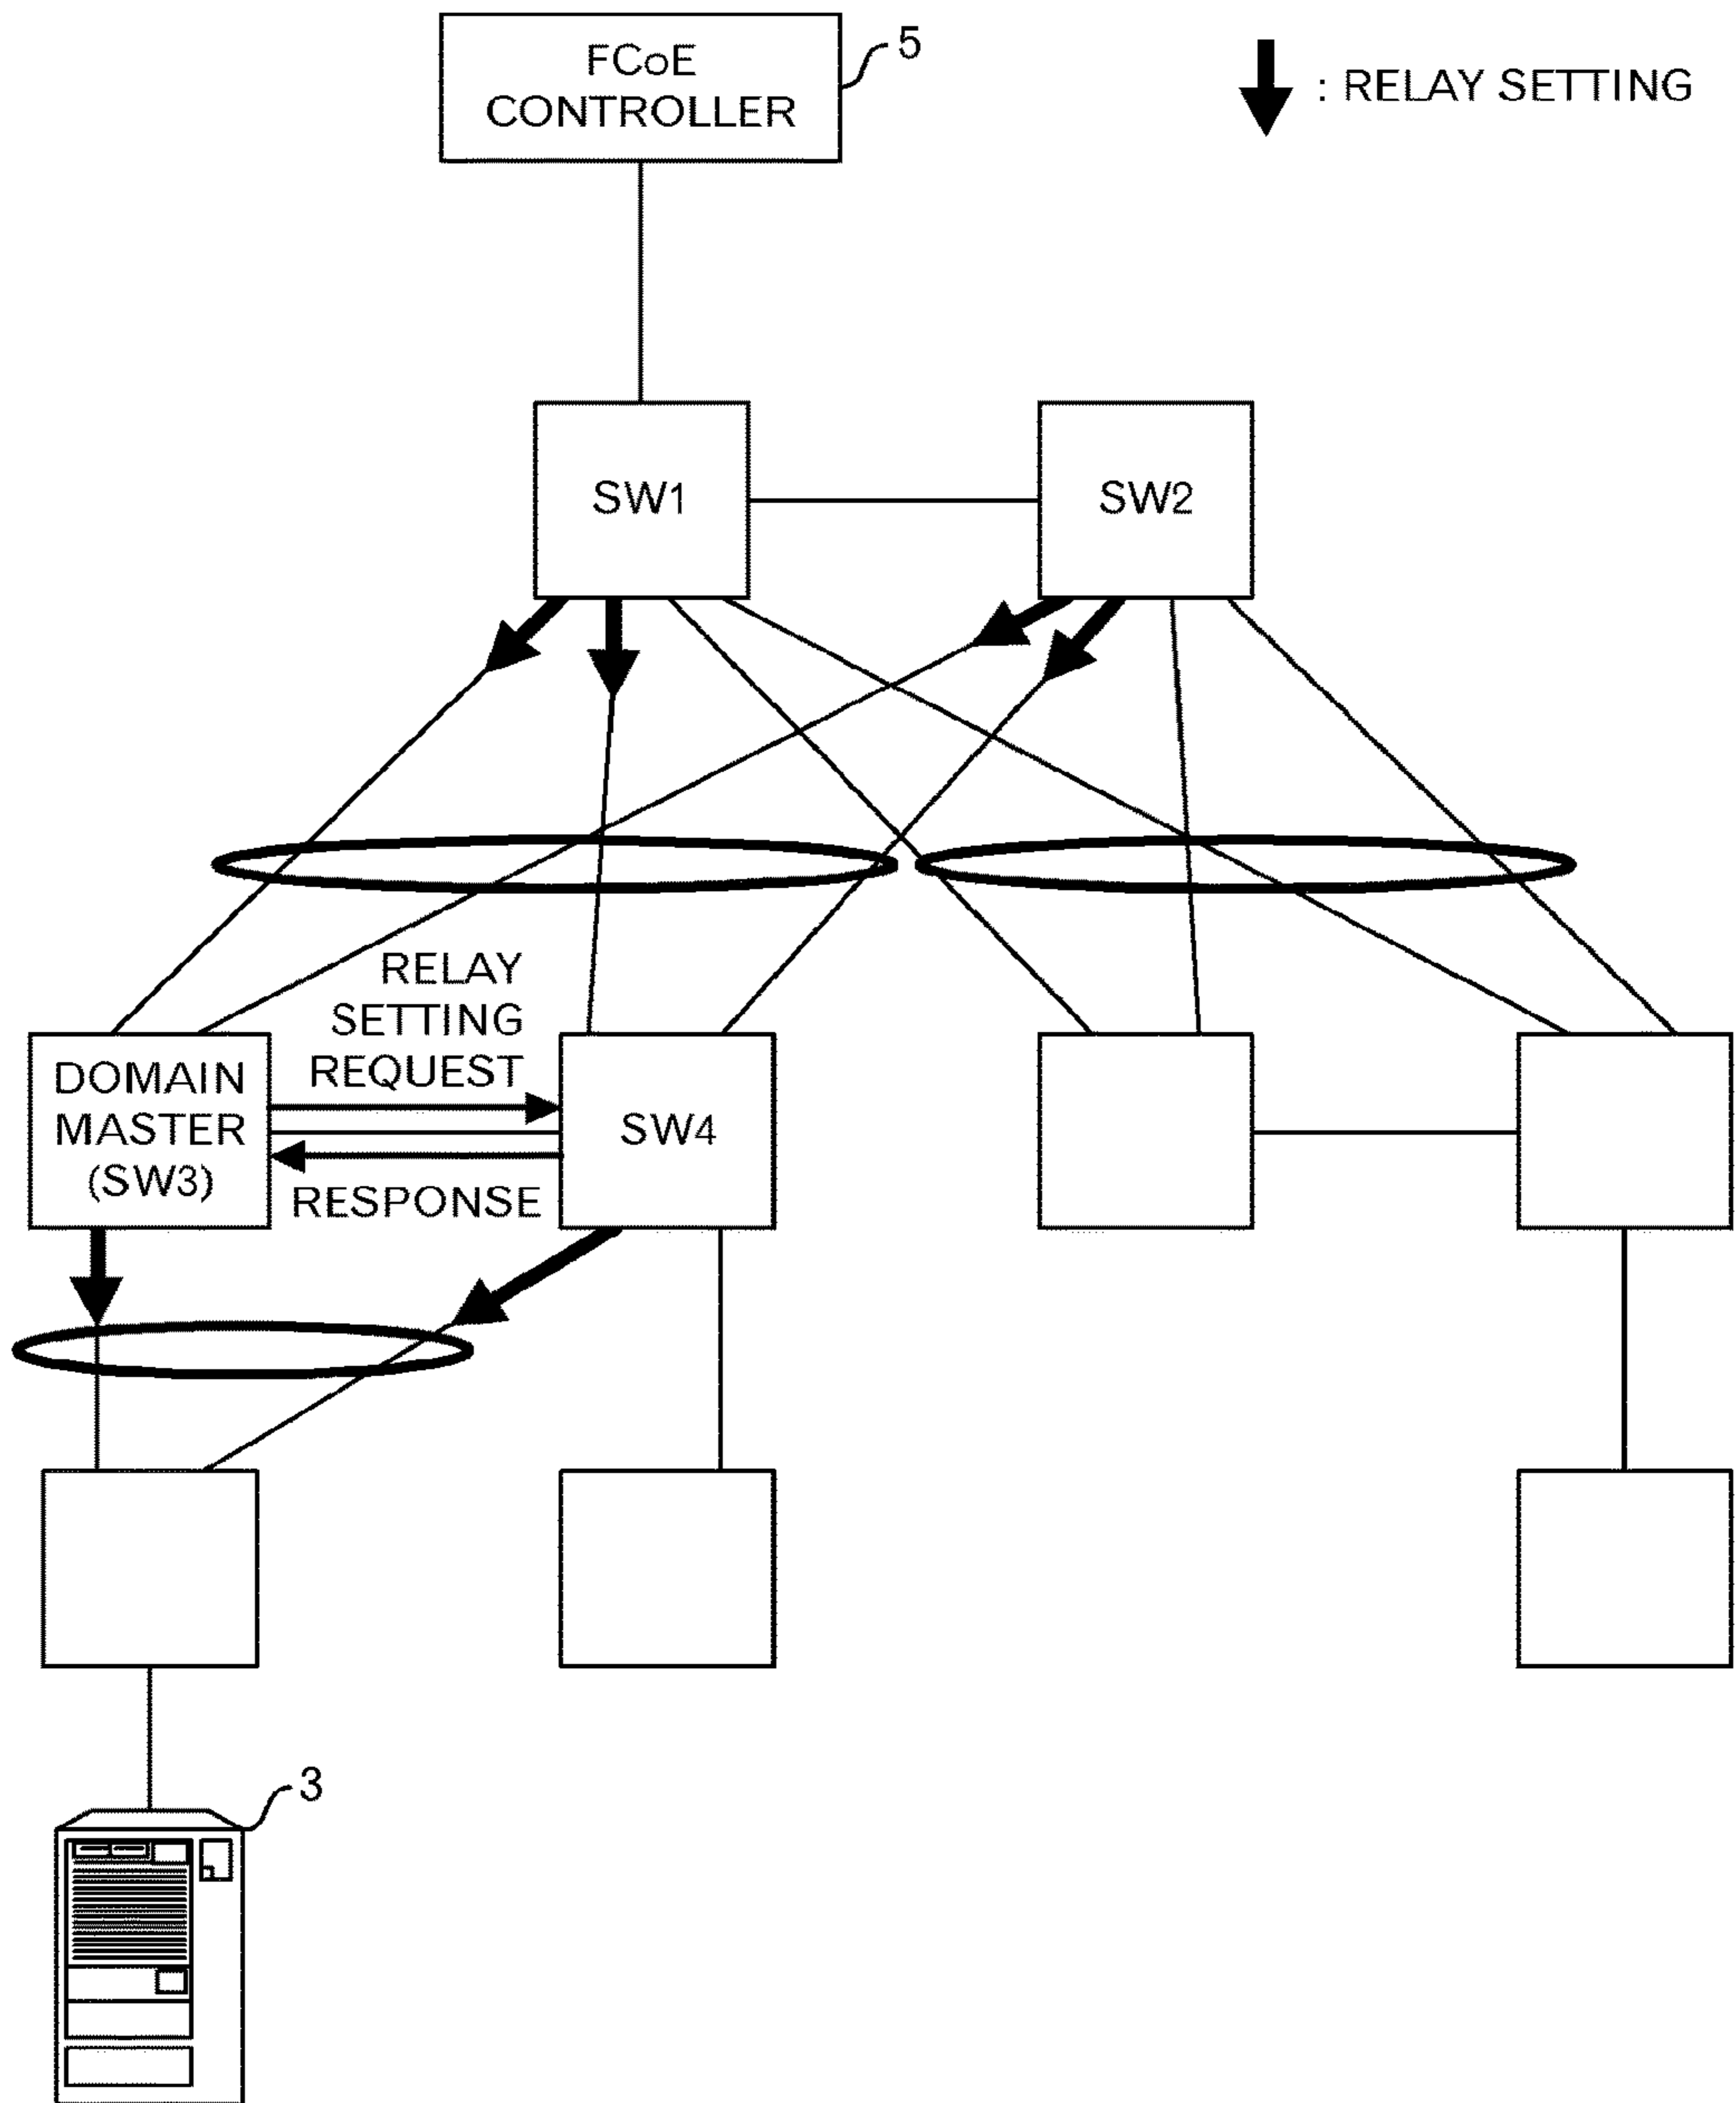 FCoE
CONTROLLER
5
: RELAY SETTING
SW1
SW2
RELAY
SETTING
REQUEST
DOMAIN
MASTER
(SW3)
SW4
RESPONSE
3